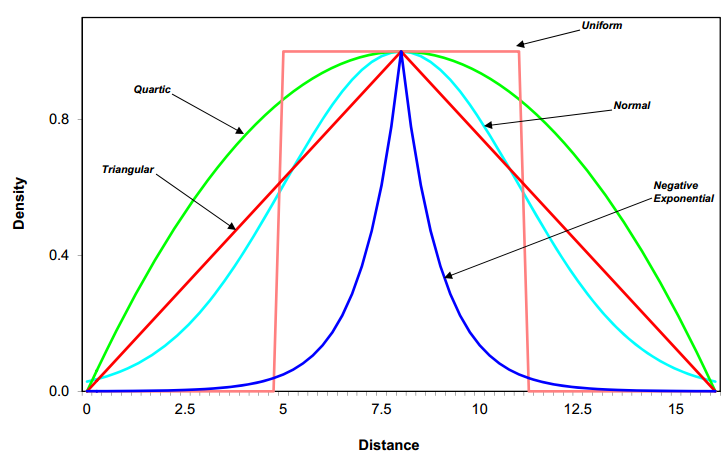 Uniform
Quartic
Normal
0.8
Triangular
Negative
Exponential
Density
0.4
0.0
0 2.5 5 7.5 10 12.5 15
Distance